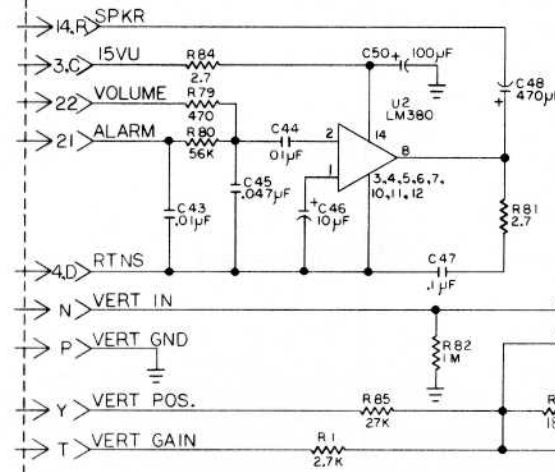 14,R SPKR
3,C 15VU R84 2.7 C50 + 100µF
22 VOLUME R79 470 U2 LM380 C48 470µF +
21 ALARM R80 56K C44 .01µF 2 14 8
1 3,4,5,6,7, 10,11,12
C43 .01µF C45 .047µF + C46 10µF R81 2.7
4,D RTNS C47 .1µF
N VERT IN
R82 1M
P VERT GND
Y VERT POS. R85 27K
T VERT GAIN R1 2.7K